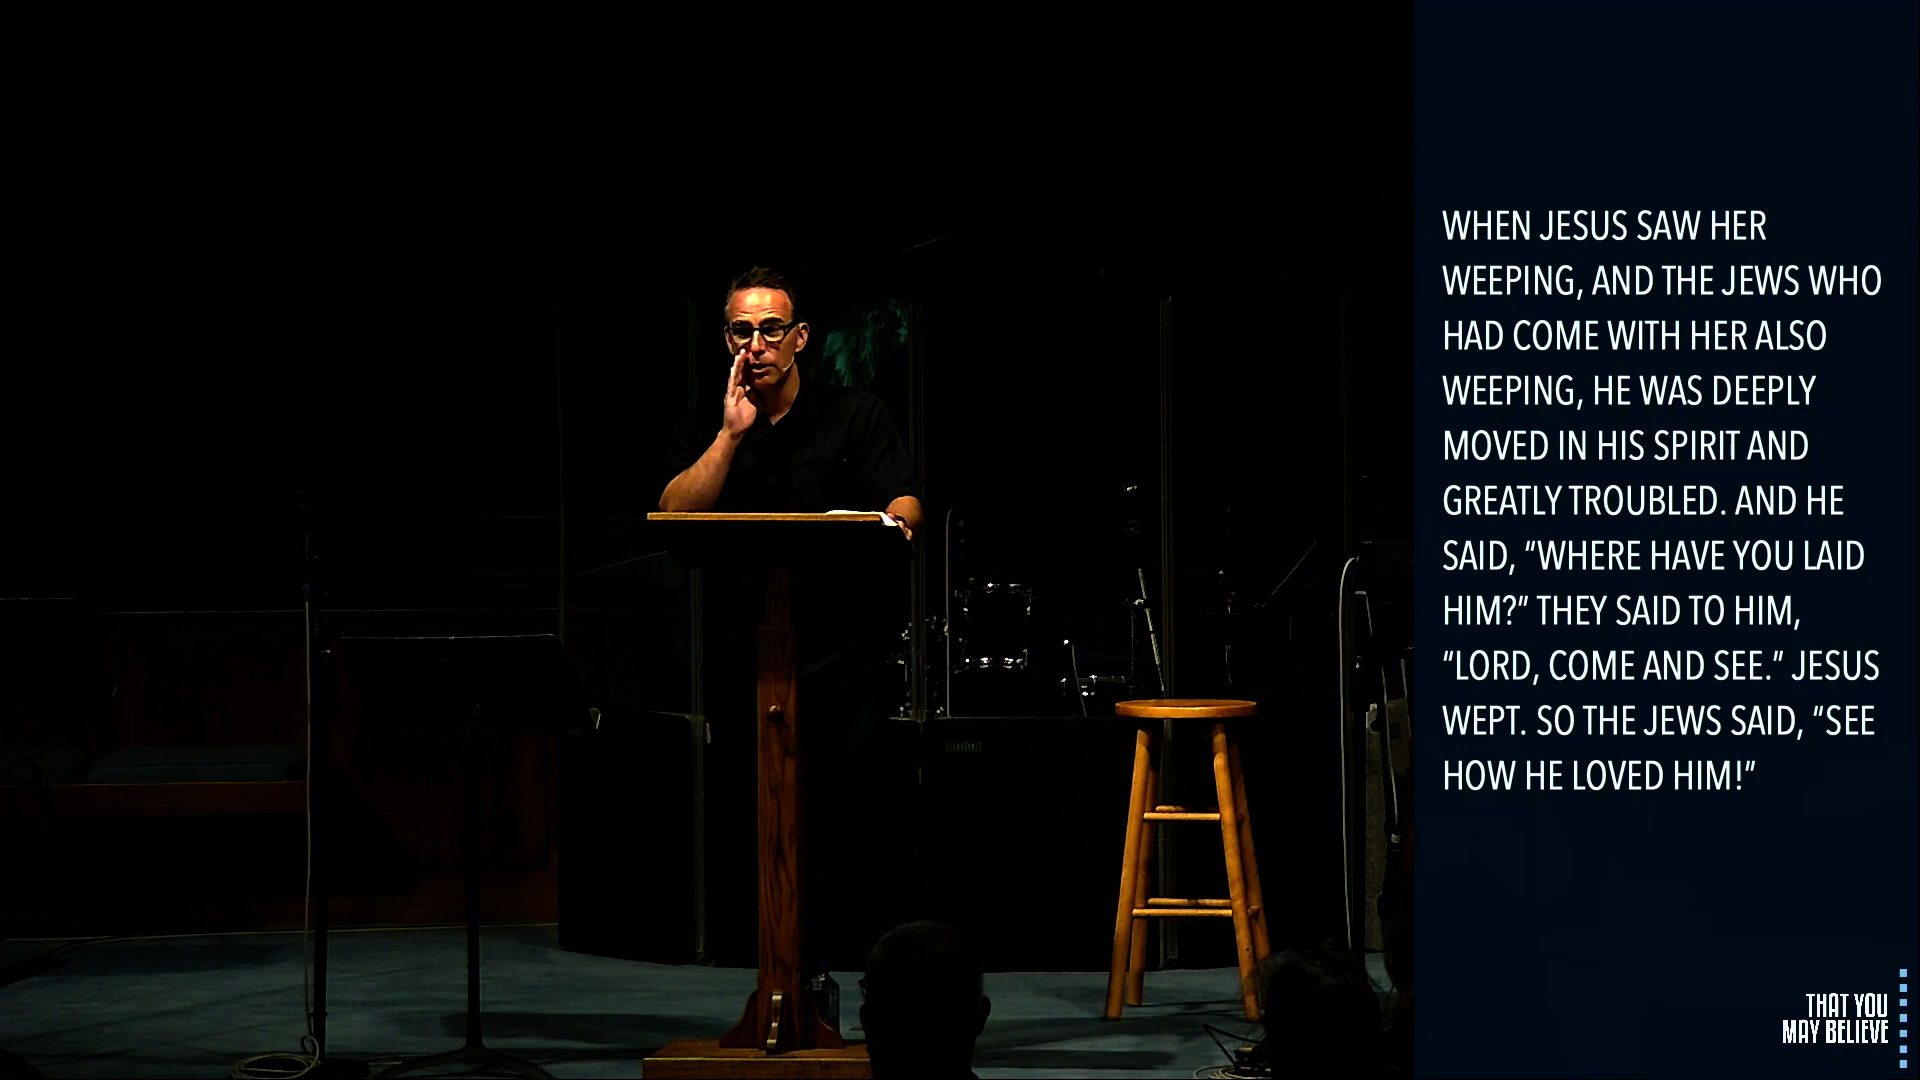 WHEN JESUS SAW HER
WEEPING, AND THE JEWS WHO
HAD COME WITH HER ALSO
WEEPING, HE WAS DEEPLY
MOVED IN HIS SPIRIT AND
GREATLY TROUBLED. AND HE
SAID, “WHERE HAVE YOU LAID
HIM?” THEY SAID TO HIM,
“LORD, COME AND SEE.” JESUS
WEPT. SO THE JEWS SAID, “SEE
HOW HE LOVED HIM!”
THAT YOU
MAY BELIEVE